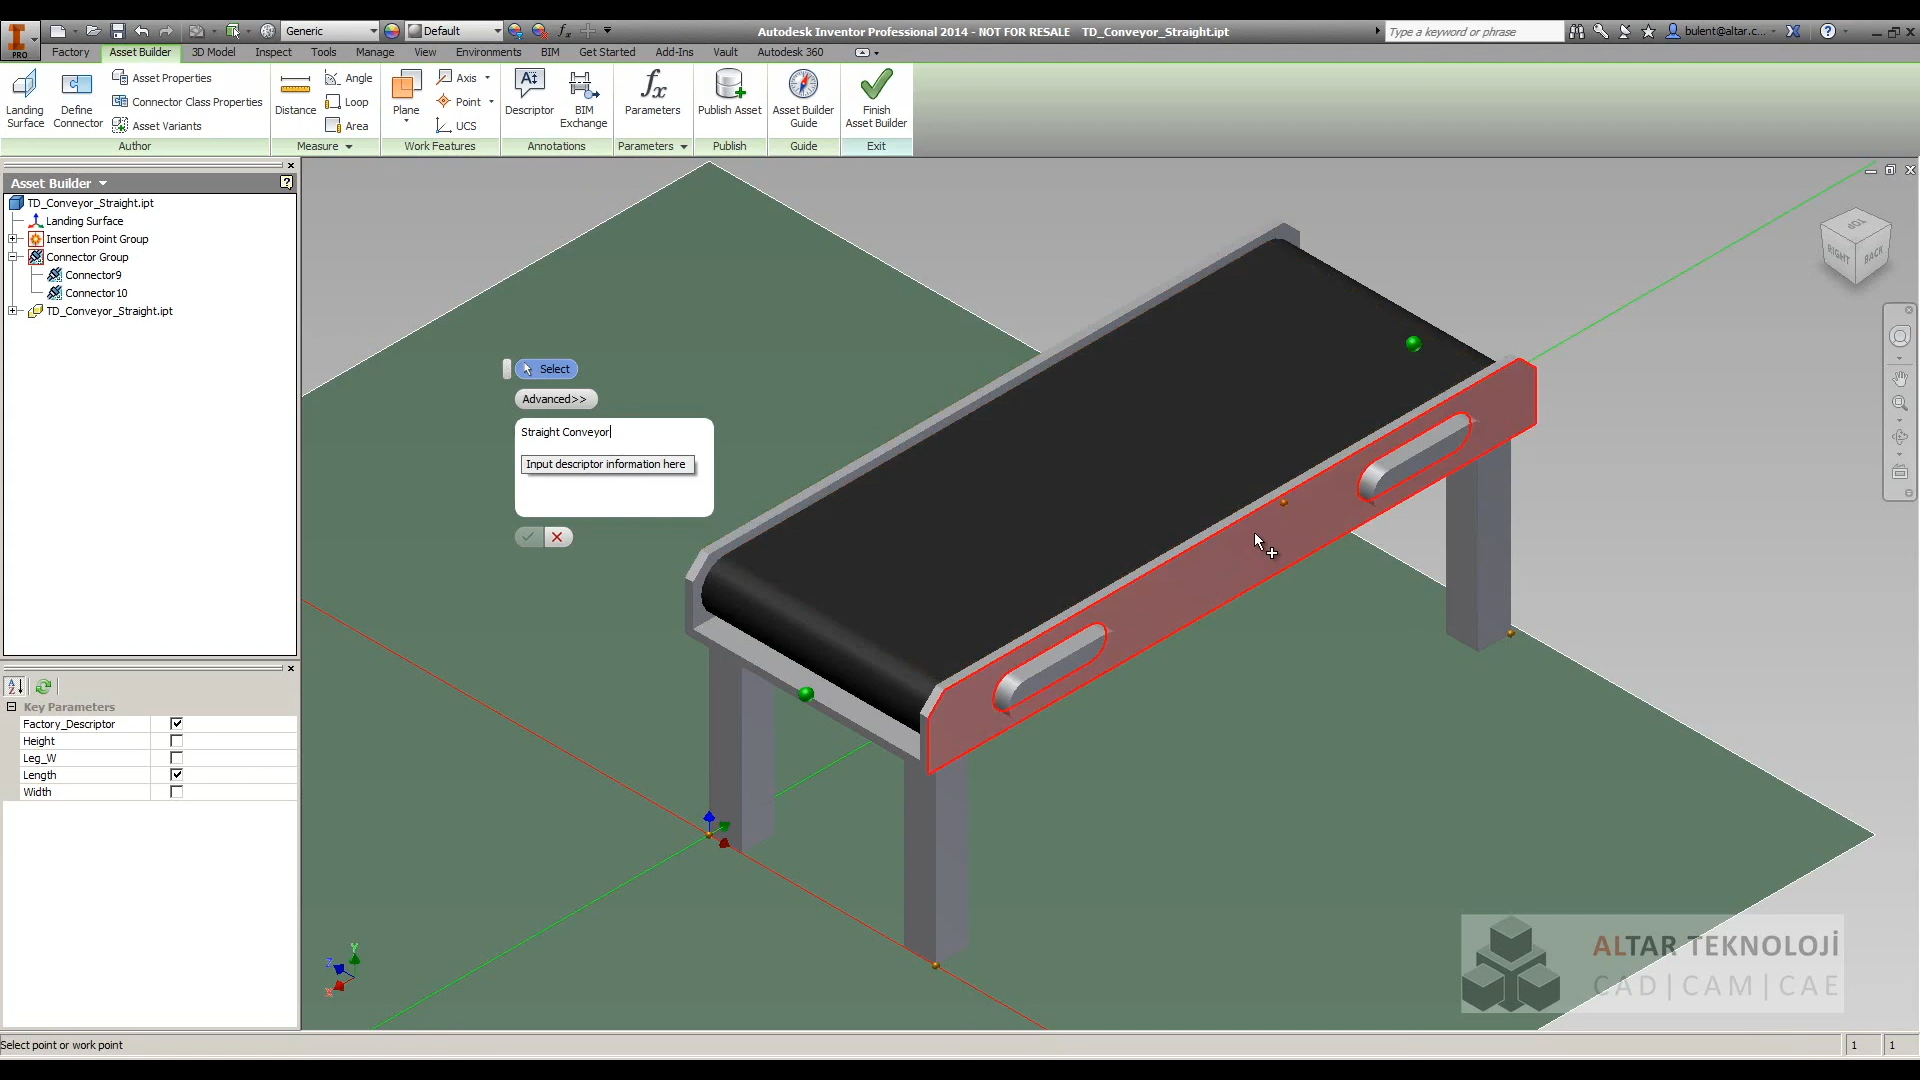 PRO
Generic
Default
Autodesk Inventor Professional 2014 - NOT FOR RESALE TD_Conveyor_Straight.ipt
Type a keyword or phrase
bulent@altar.c...
Factory
Asset Builder
3D Model
Inspect
Tools
Manage
View
Environments
BIM
Get Started
Add-Ins
Vault
Autodesk 360
Landing
Surface
Define
Connector
Asset Properties
Connector Class Properties
Asset Variants
Author
Distance
Angle
Loop
Area
Measure
Plane
Axis
Point
UCS
Work Features
Descriptor
BIM
Exchange
Annotations
fx
Parameters
Parameters
Publish Asset
Publish
Asset Builder
Guide
Guide
Finish
Asset Builder
Exit
Asset Builder
TD_Conveyor_Straight.ipt
Landing Surface
Insertion Point Group
Connector Group
Connector9
Connector10
TD_Conveyor_Straight.ipt
Key Parameters
Factory_Descriptor
Height
Leg_W
Length
Width
Select
Advanced>>
Straight Conveyor
Input descriptor information here
TOP
RIGHT
BACK
Y
Z
X
ALTAR TEKNOLOJİ
CAD|CAM|CAE
Select point or work point
1
1